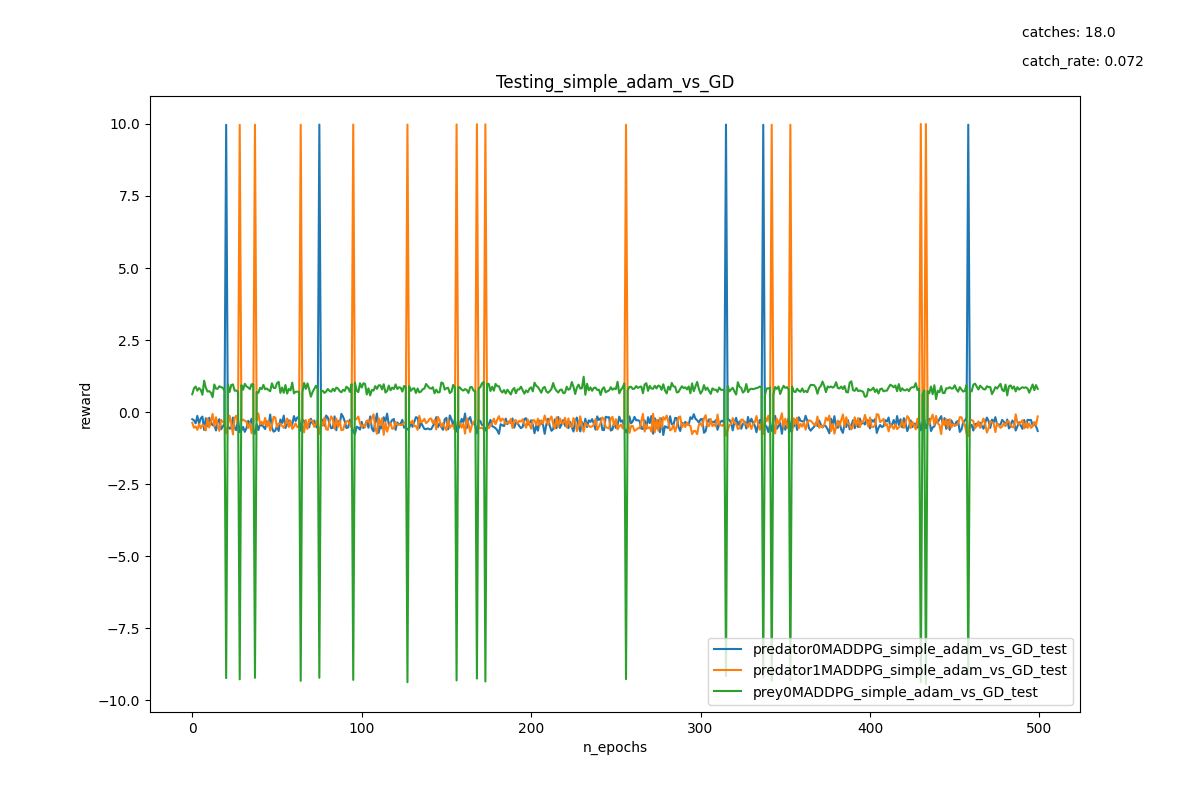 catches: 18.0
catch_rate: 0.072
Testing_simple_adam_vs_GD
10.0
7.5
5.0
2.5
0.0
−2.5
−5.0
−7.5
−10.0
reward
predator0MADDPG_simple_adam_vs_GD_test
predator1MADDPG_simple_adam_vs_GD_test
prey0MADDPG_simple_adam_vs_GD_test
0 100 200 300 400 500
n_epochs